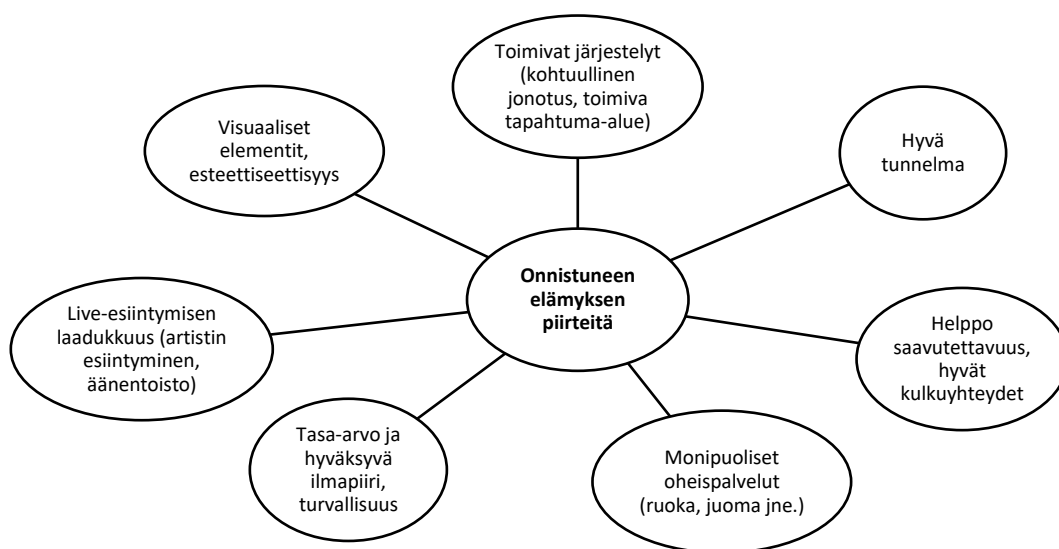 Toimivat järjestelyt
(kohtuullinen
jonotus, toimiva
tapahtuma-alue)
Visuaaliset
elementit,
esteettiseettisyys
Hyvä
tunnelma
Onnistuneen
elämyksen
piirteitä
Live-esiintymisen
laadukkuus (artistin
esiintyminen,
äänentoisto)
Helppo
saavutettavuus,
hyvät
kulkuyhteydet
Tasa-arvo ja
hyväksyvä
ilmapiiri,
turvallisuus
Monipuoliset
oheispalvelut
(ruoka, juoma jne.)